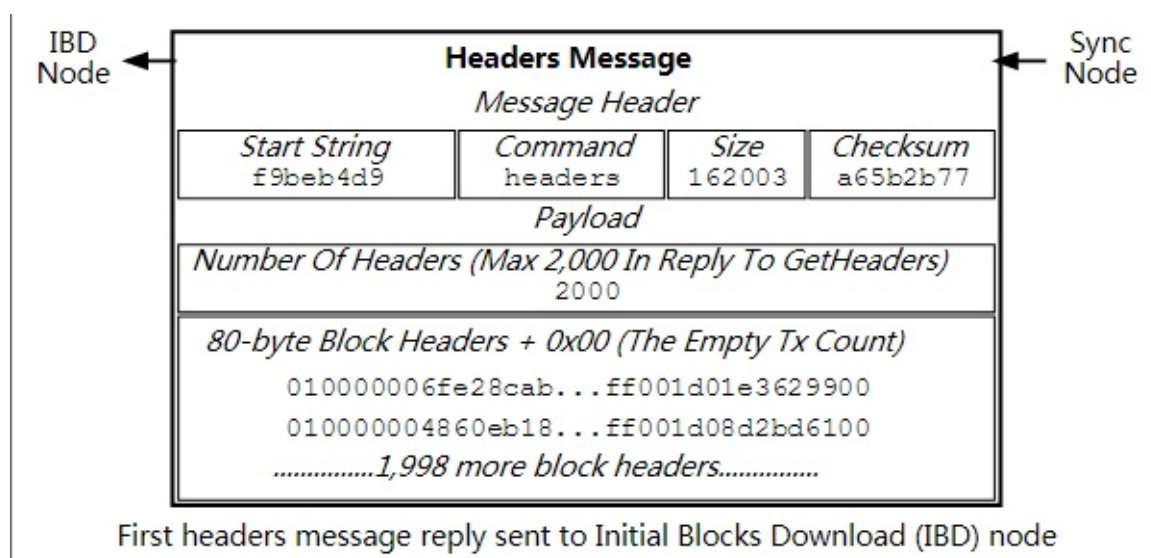 IBD
Node
Sync
Node
Headers Message
Message Header
Start String
f9beb4d9
Command
headers
Size
162003
Checksum
a65b2b77
Payload
Number Of Headers (Max 2,000 In Reply To GetHeaders)
2000
80-byte Block Headers + 0x00 (The Empty Tx Count)
010000006fe28cab...ff001d01e3629900
010000004860eb18...ff001d08d2bd6100
...............1,998 more block headers...............
First headers message reply sent to Initial Blocks Download (IBD) node